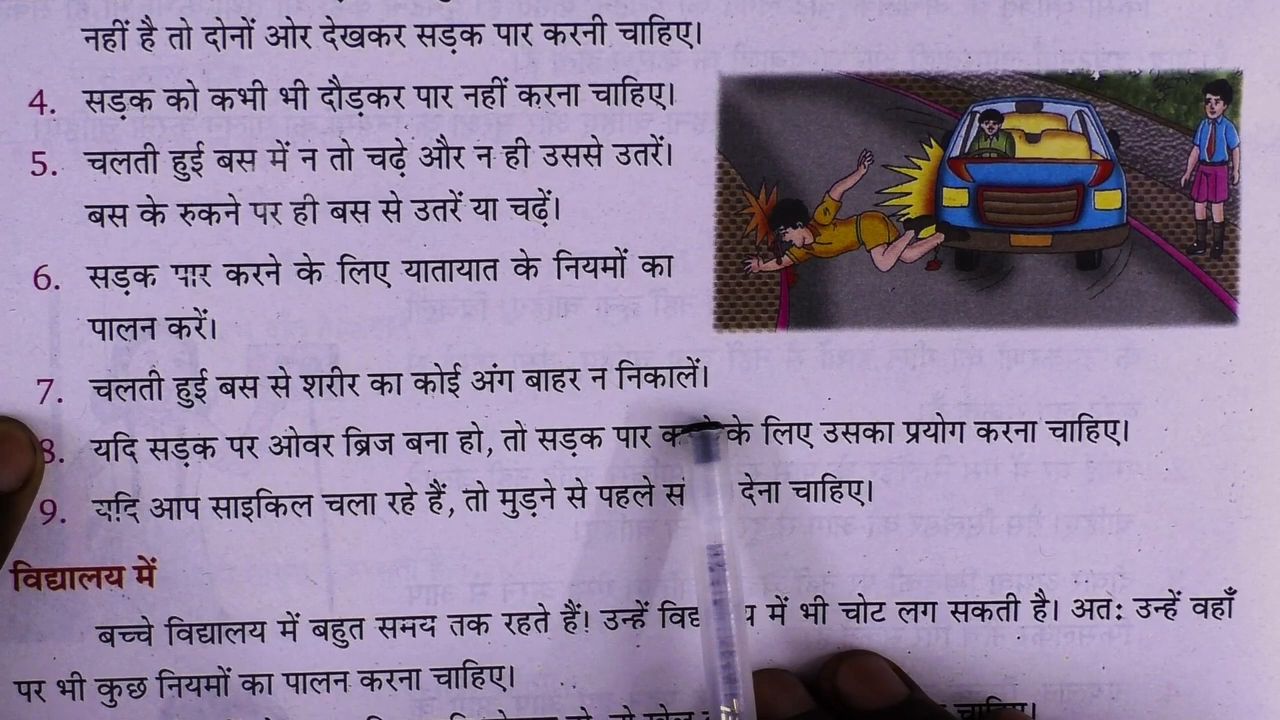 नहीं है तो दोनों ओर देखकर सड़क पार करनी चाहिए।
4. सड़क को कभी भी दौड़कर पार नहीं करना चाहिए।
5. चलती हुई बस में न तो चढ़े और न ही उससे उतरें।
बस के रुकने पर ही बस से उतरें या चढ़ें।
6. सड़क पार करने के लिए यातायात के नियमों का
पालन करें।
7. चलती हुई बस से शरीर का कोई अंग बाहर न निकालें।
8. यदि सड़क पर ओवर ब्रिज बना हो, तो सड़क पार के लिए उसका प्रयोग करना चाहिए।
9. यदि आप साइकिल चला रहे हैं, तो मुड़ने से पहले देना चाहिए।
विद्यालय में
बच्चे विद्यालय में बहुत समय तक रहते हैं! उन्हें में भी चोट लग सकती है। अतः उन्हें वहाँ
पर भी कुछ नियमों का पालन करना चाहिए।